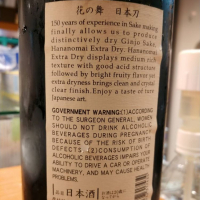 花の舞 日本刀
150 years of experience in Sake making
finally allows us to produce
distinctively dry Ginjo Sake,
Hananomai Extra Dry. Hananomai
Extra Dry displays medium rich
texture with good acid structure
followed by bright fruity flavor
extra dryness brings clean and crystal
clear finish. Enjoy a taste of rare
Japanese art.
GOVERNMENT WARNING:(1)ACCORDING
TO THE SURGEON GENERAL, WOMEN
SHOULD NOT DRINK ALCOHOLIC
BEVERAGES DURING PREGNANCY
BECAUSE OF THE RISK OF BIRTH
DEFECTS .(2)CONSUMPTION OF
ALCOHOLIC BEVERAGES IMPAIRS YOUR
ABILITY TO DRIVE A CAR OR OPERATE
MACHINERY, AND MAY CAUSE HEALTH
PROBLEMS.
日本酒